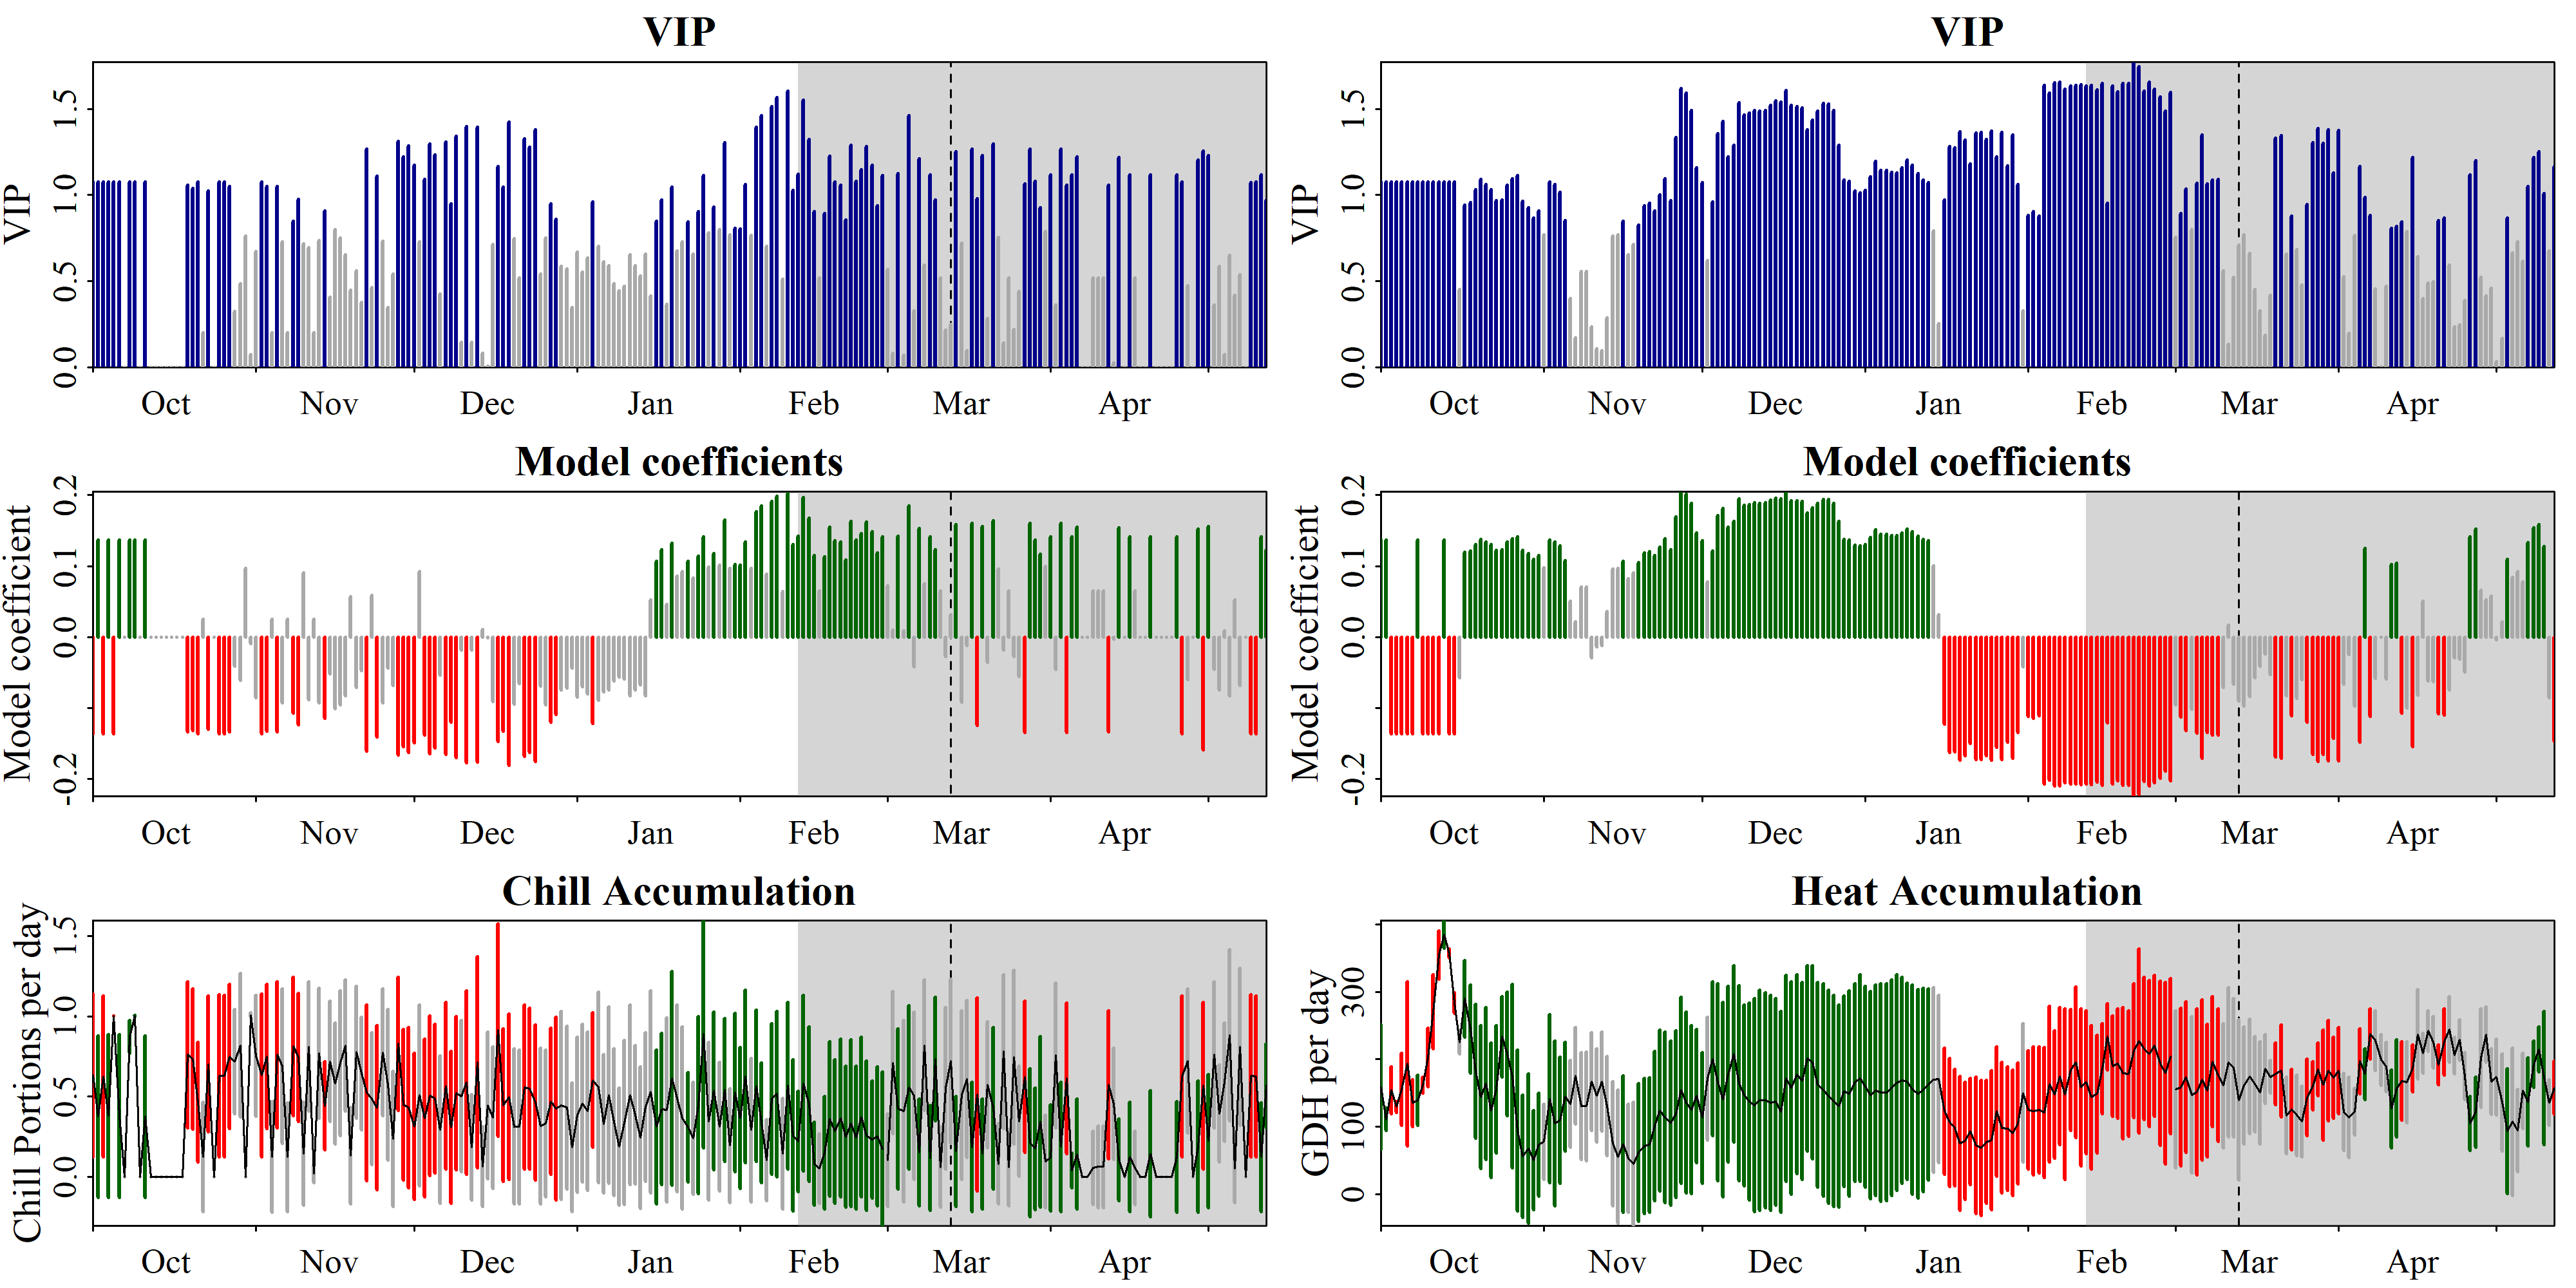 VIP
VIP
0.0 0.5 1.0 1.5
Oct Nov Dec Jan Feb Mar Apr
VIP
VIP
0.0 0.5 1.0 1.5
Oct Nov Dec Jan Feb Mar Apr
Model coefficients
Model coefficient
-0.2 0.0 0.1 0.2
Oct Nov Dec Jan Feb Mar Apr
Model coefficients
Model coefficient
-0.2 0.0 0.1 0.2
Oct Nov Dec Jan Feb Mar Apr
Chill Accumulation
Chill Portions per day
0.0 0.5 1.0 1.5
Oct Nov Dec Jan Feb Mar Apr
Heat Accumulation
GDH per day
0 100 300
Oct Nov Dec Jan Feb Mar Apr